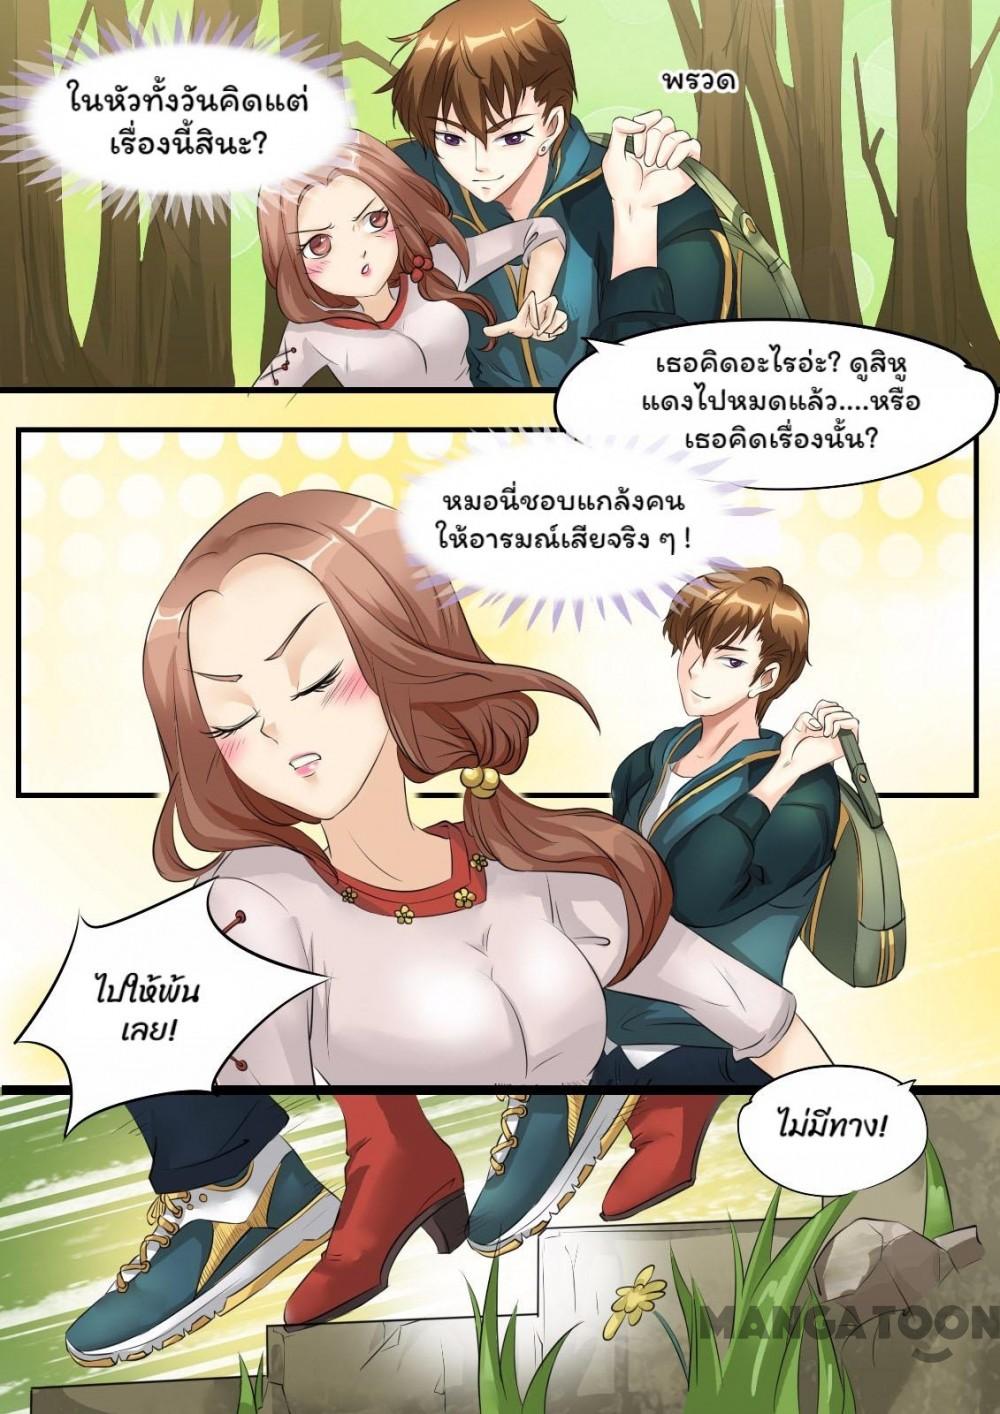 ในหัวทั้งวันคิดแต่
เรื่องนี้สินะ?
พรวด
เธอคิดอะไรอ่ะ? ดูสิหู
แดงไปหมดแล้ว....หรือ
เธอคิดเรื่องนั้น?
หมอนี่ชอบแกล้งคน
ให้อารมณ์เสียจริง ๆ !
ไปให้พ้น
เลย!
ไม่มีทาง!
MANGATOON